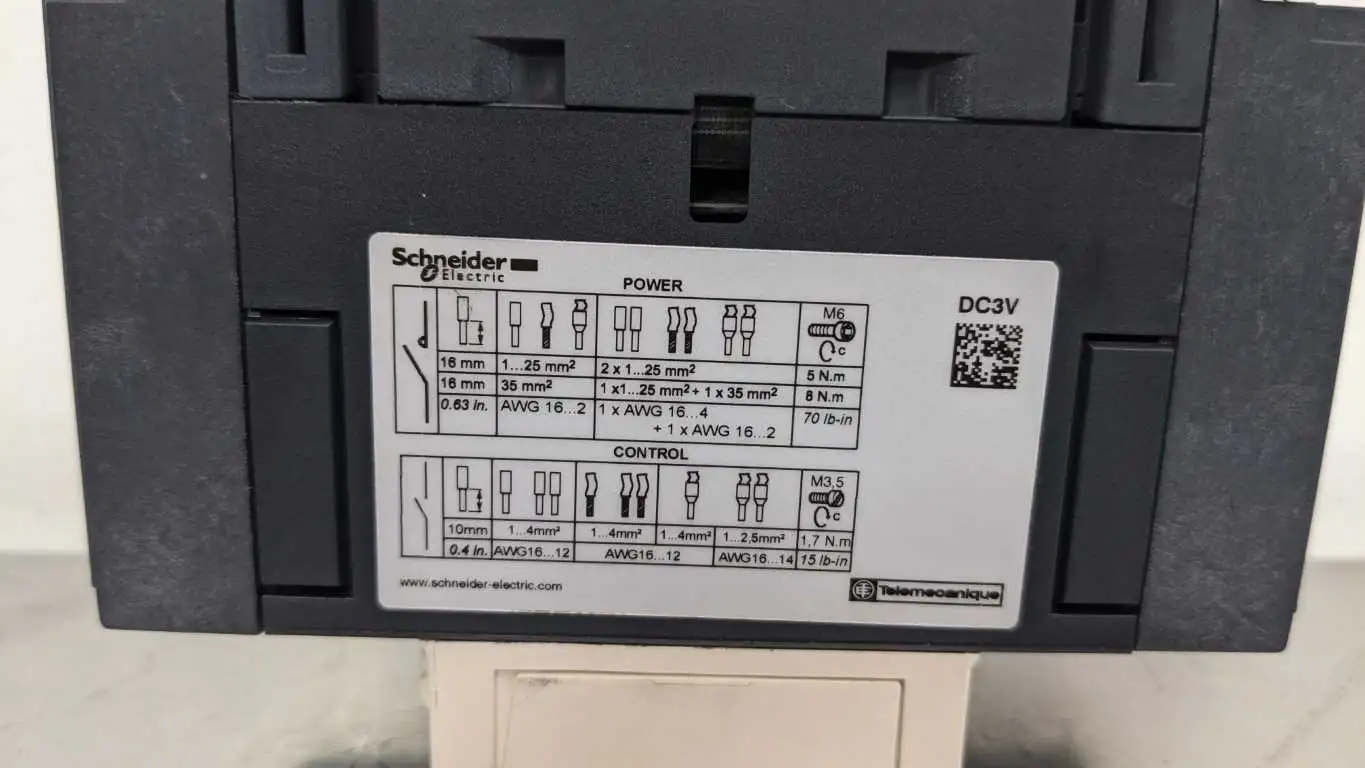 Schneider
Electric
POWER
DC3V
M6
c
16 mm 1...25 mm² 2 x 1...25 mm² 5 N.m
16 mm 35 mm² 1 x1...25 mm² + 1 x 35 mm² 8 N.m
0.63 in. AWG 16...2 1 x AWG 16...4 70 lb-in
+ 1 x AWG 16...2
CONTROL
M3,5
c
10mm 1...4mm² 1...4mm² 1...4mm² 1...2,5mm² 1,7 N.m
0.4 in. AWG16...12 AWG16...12 AWG16...14 15 lb-in
www.schneider-electric.com
Telemecanique